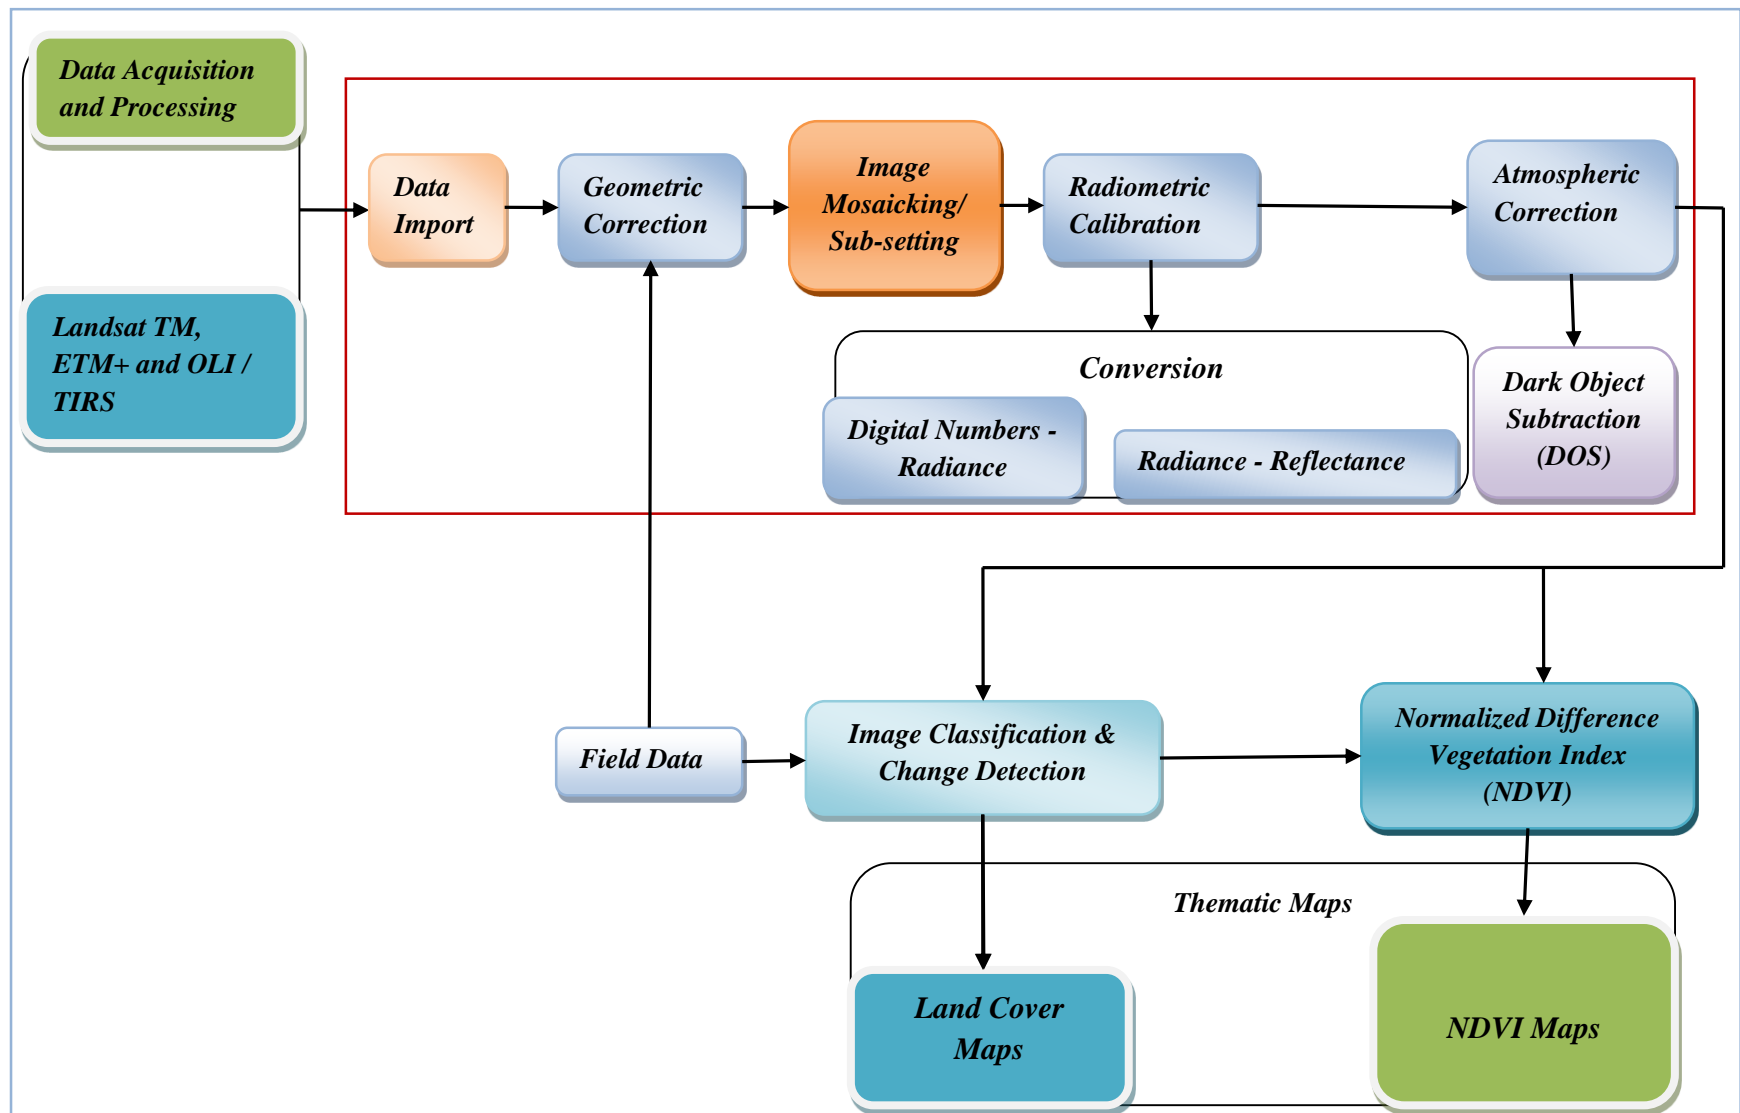 Data Acquisition
and Processing
Landsat TM,
ETM+ and OLI /
TIRS
Data
Import
Geometric
Correction
Image
Mosaicking/
Sub-setting
Radiometric
Calibration
Atmospheric
Correction
Conversion
Digital Numbers -
Radiance
Radiance - Reflectance
Dark Object
Subtraction
(DOS)
Field Data
Image Classification &
Change Detection
Normalized Difference
Vegetation Index
(NDVI)
Thematic Maps
Land Cover
Maps
NDVI Maps